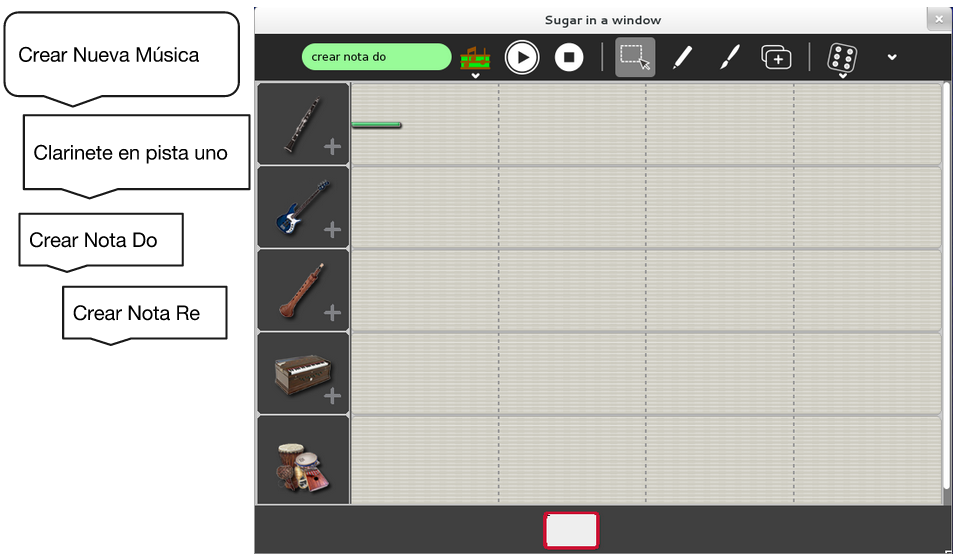 Crear Nueva Música
Clarinete en pista uno
Crear Nota Do
Crear Nota Re
Sugar in a window
crear nota do